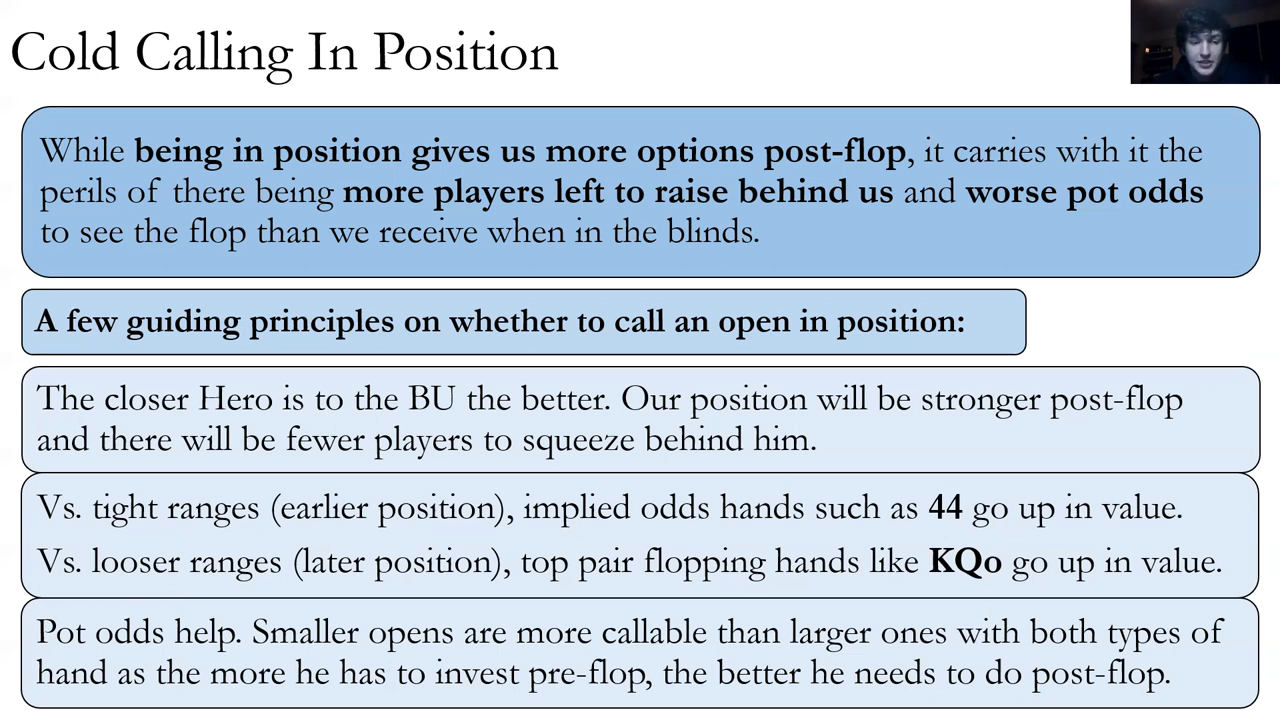 Cold Calling In Position
While being in position gives us more options post-flop, it carries with it the
perils of there being more players left to raise behind us and worse pot odds
to see the flop than we receive when in the blinds.
A few guiding principles on whether to call an open in position:
The closer Hero is to the BU the better. Our position will be stronger post-flop
and there will be fewer players to squeeze behind him.
Vs. tight ranges (earlier position), implied odds hands such as 44 go up in value.
Vs. looser ranges (later position), top pair flopping hands like KQo go up in value.
Pot odds help. Smaller opens are more callable than larger ones with both types of
hand as the more he has to invest pre-flop, the better he needs to do post-flop.